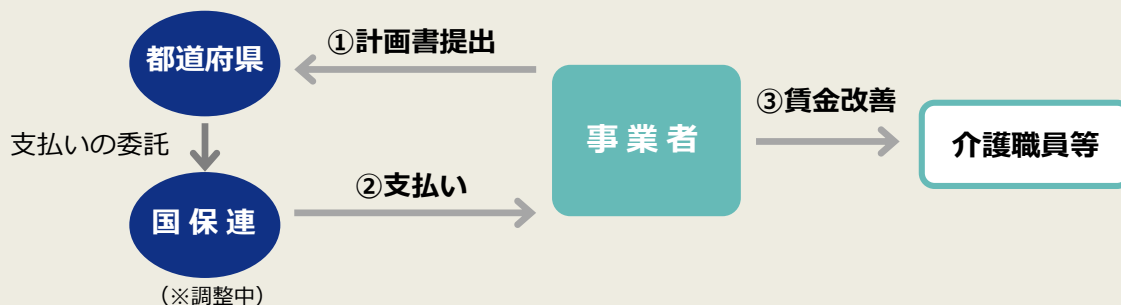 ①計画書提出
都道府県
③賃金改善
支払いの委託
事業者
介護職員等
②支払い
国保連
（※調整中）